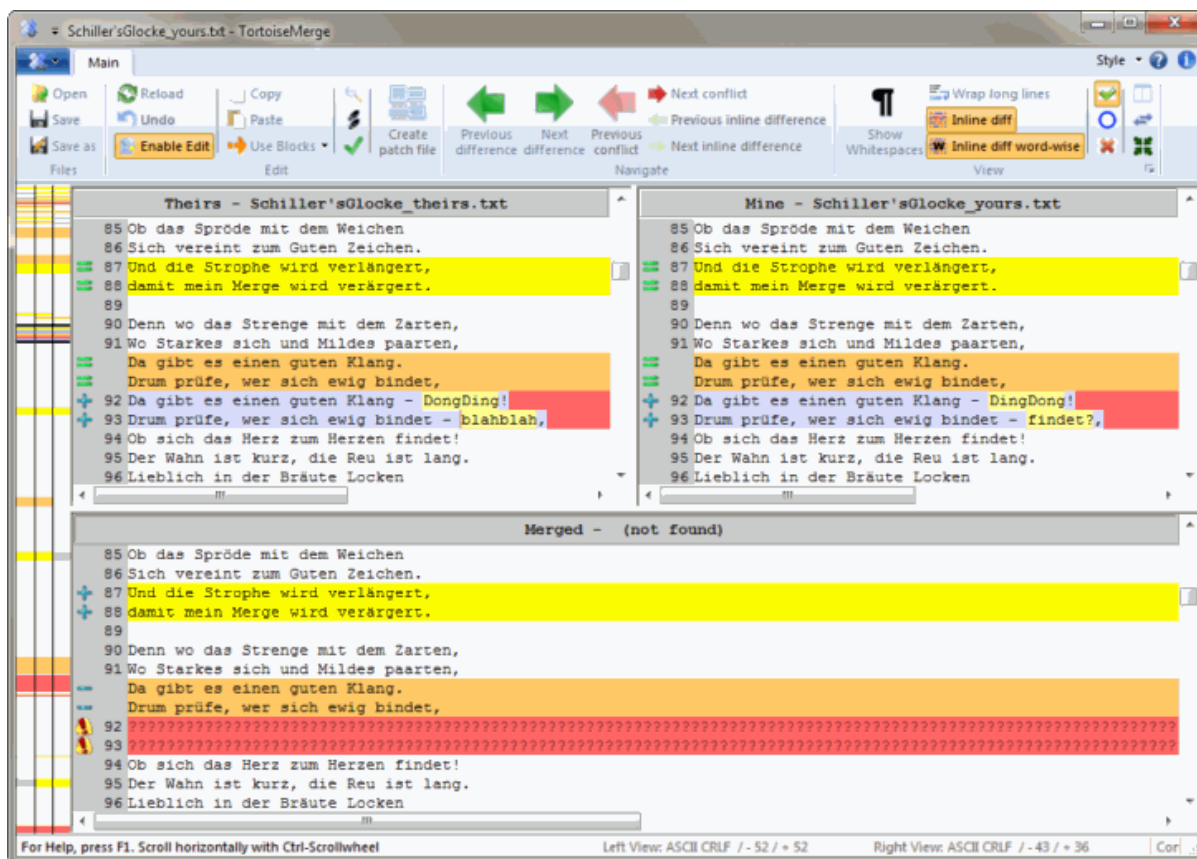 Schiller'sGlocke_yours.txt - TortoiseMerge
Main
Style
Open Reload Copy Next conflict Wrap long lines
Save Undo Paste Previous inline difference Inline diff
Save as Enable Edit Use Blocks Create patch file Previous difference Next difference Previous conflict Next inline difference Show Whitespaces Inline diff word-wise
Files Edit Navigate View
Theirs - Schiller'sGlocke_theirs.txt
85 Ob das Spröde mit dem Weichen
86 Sich vereint zum Guten Zeichen.
87 Und die Strophe wird verlängert,
88 damit mein Merge wird verärgert.
89
90 Denn wo das Strenge mit dem Zarten,
91 Wo Starkes sich und Mildes paarten,
Da gibt es einen guten Klang.
Drum prüfe, wer sich ewig bindet,
92 Da gibt es einen guten Klang - DongDing!
93 Drum prüfe, wer sich ewig bindet - blahblah,
94 Ob sich das Herz zum Herzen findet!
95 Der Wahn ist kurz, die Reu ist lang.
96 Lieblich in der Bräute Locken
Mine - Schiller'sGlocke_yours.txt
85 Ob das Spröde mit dem Weichen
86 Sich vereint zum Guten Zeichen.
87 Und die Strophe wird verlängert,
88 damit mein Merge wird verärgert.
89
90 Denn wo das Strenge mit dem Zarten,
91 Wo Starkes sich und Mildes paarten,
Da gibt es einen guten Klang.
Drum prüfe, wer sich ewig bindet,
92 Da gibt es einen guten Klang - DingDong!
93 Drum prüfe, wer sich ewig bindet - findet?,
94 Ob sich das Herz zum Herzen findet!
95 Der Wahn ist kurz, die Reu ist lang.
96 Lieblich in der Bräute Locken
Merged - (not found)
85 Ob das Spröde mit dem Weichen
86 Sich vereint zum Guten Zeichen.
87 Und die Strophe wird verlängert,
88 damit mein Merge wird verärgert.
89
90 Denn wo das Strenge mit dem Zarten,
91 Wo Starkes sich und Mildes paarten,
Da gibt es einen guten Klang.
Drum prüfe, wer sich ewig bindet,
92
93
94 Ob sich das Herz zum Herzen findet!
95 Der Wahn ist kurz, die Reu ist lang.
96 Lieblich in der Bräute Locken
For Help, press F1. Scroll horizontally with Ctrl-Scrollwheel Left View: ASCII CRLF / - 52 / + 52 Right View: ASCII CRLF / - 43 / + 36